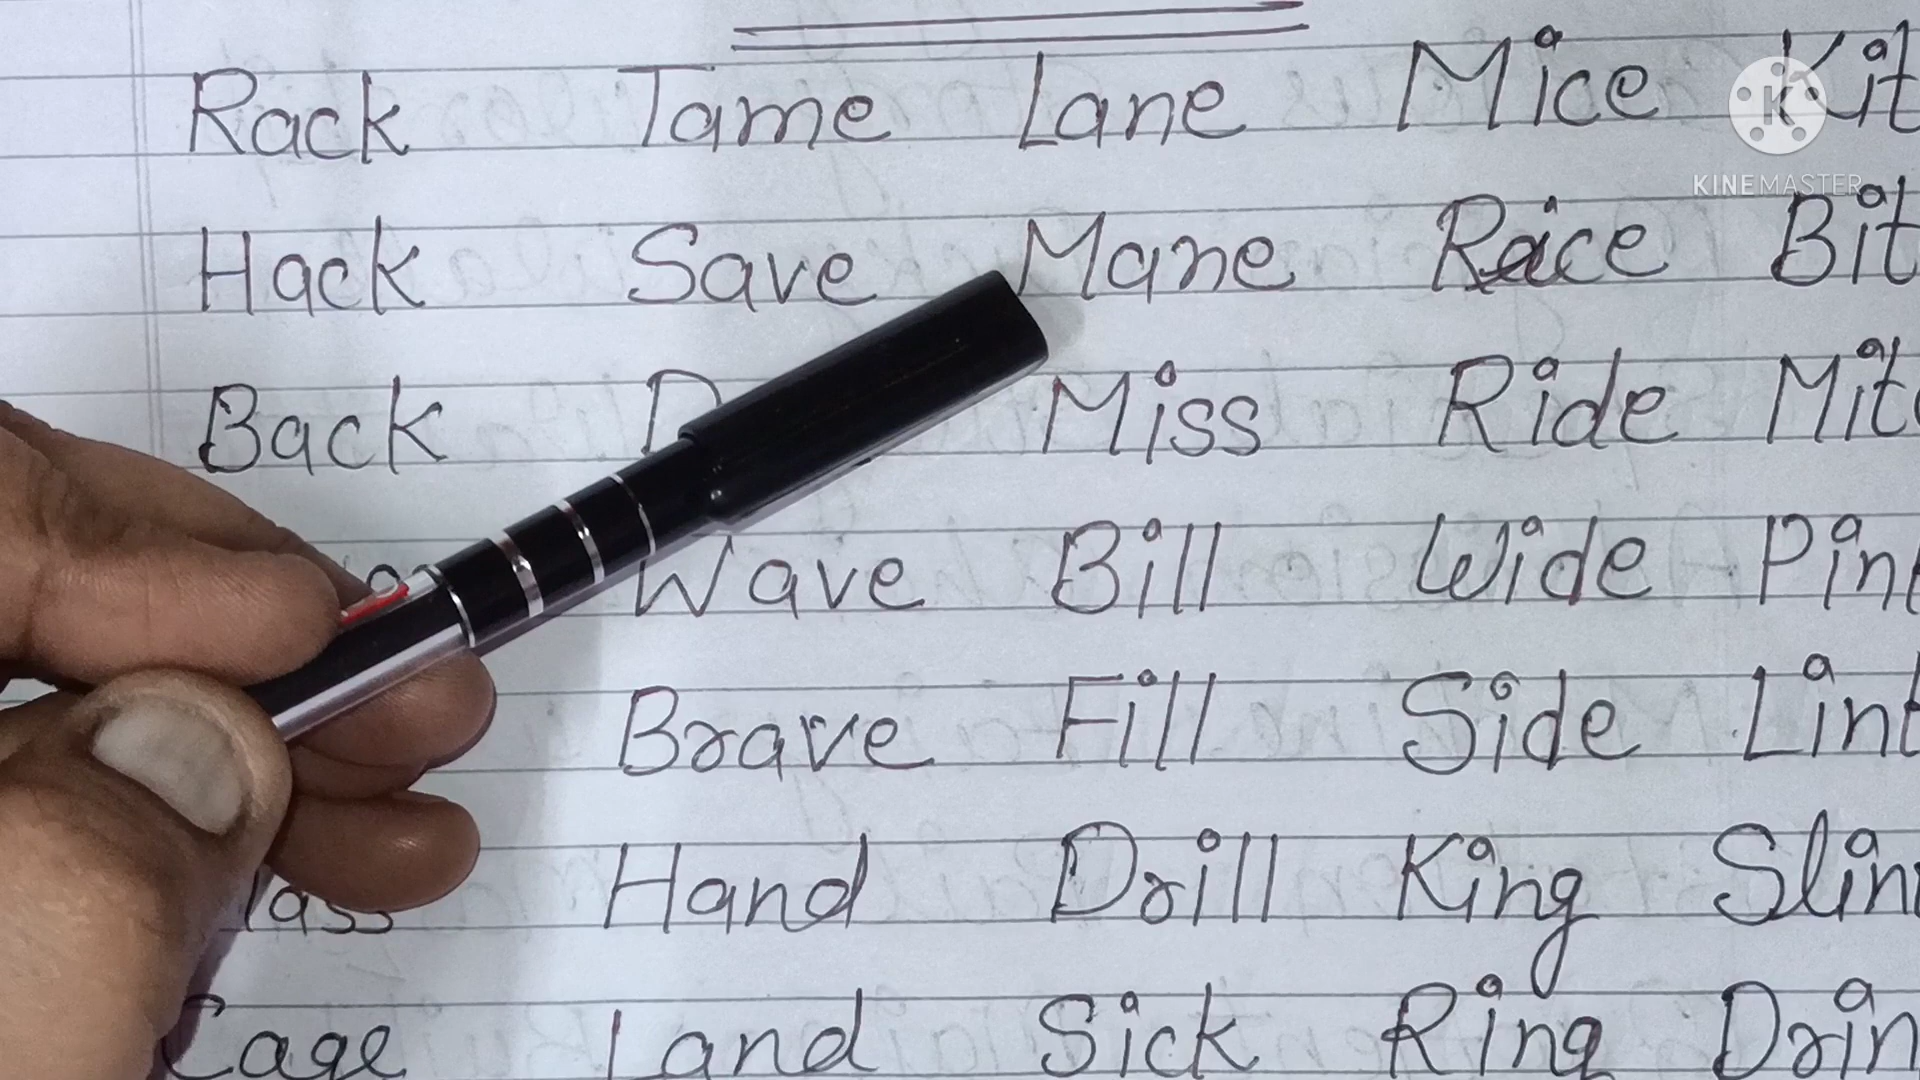 Rack Tame Lane Mice Kit
KINEMASTER
Hack Save Mane Bit
Back Miss Ride
Wave Bill Wide
Brave Fill Side
Hand Drill King
Cage Land Sick Ring